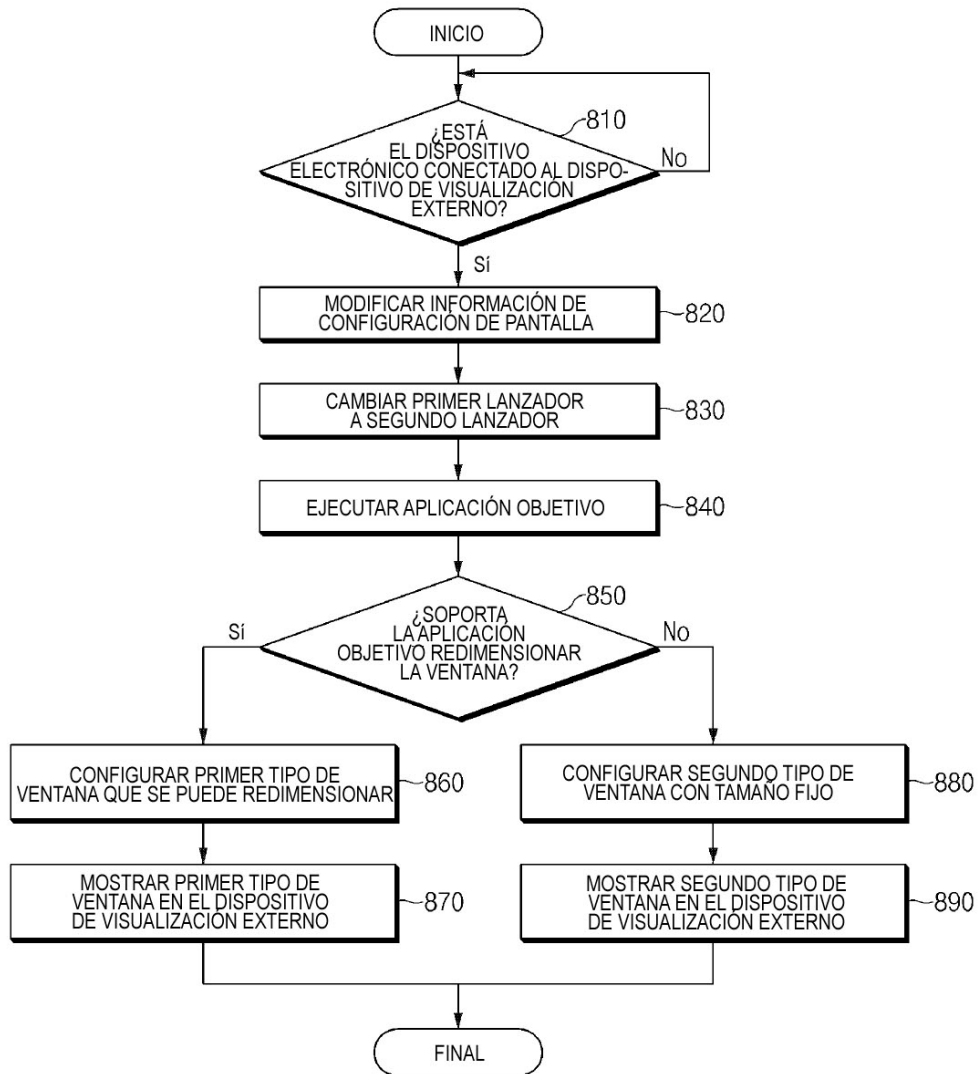 INICIO
810
¿ESTÁ
EL DISPOSITIVO
ELECTRÓNICO CONECTADO AL DISPO-
SITIVO DE VISUALIZACIÓN
EXTERNO?
No
Sí
MODIFICAR INFORMACIÓN DE
CONFIGURACIÓN DE PANTALLA
820
CAMBIAR PRIMER LANZADOR
A SEGUNDO LANZADOR
830
EJECUTAR APLICACIÓN OBJETIVO
840
850
¿SOPORTA
LA APLICACIÓN
OBJETIVO REDIMENSIONAR
LA VENTANA?
Sí
No
CONFIGURAR PRIMER TIPO DE
VENTANA QUE SE PUEDE REDIMENSIONAR
860
CONFIGURAR SEGUNDO TIPO DE
VENTANA CON TAMAÑO FIJO
880
MOSTRAR PRIMER TIPO DE
VENTANA EN EL DISPOSITIVO
DE VISUALIZACIÓN EXTERNO
870
MOSTRAR SEGUNDO TIPO DE
VENTANA EN EL DISPOSITIVO
DE VISUALIZACIÓN EXTERNO
890
FINAL